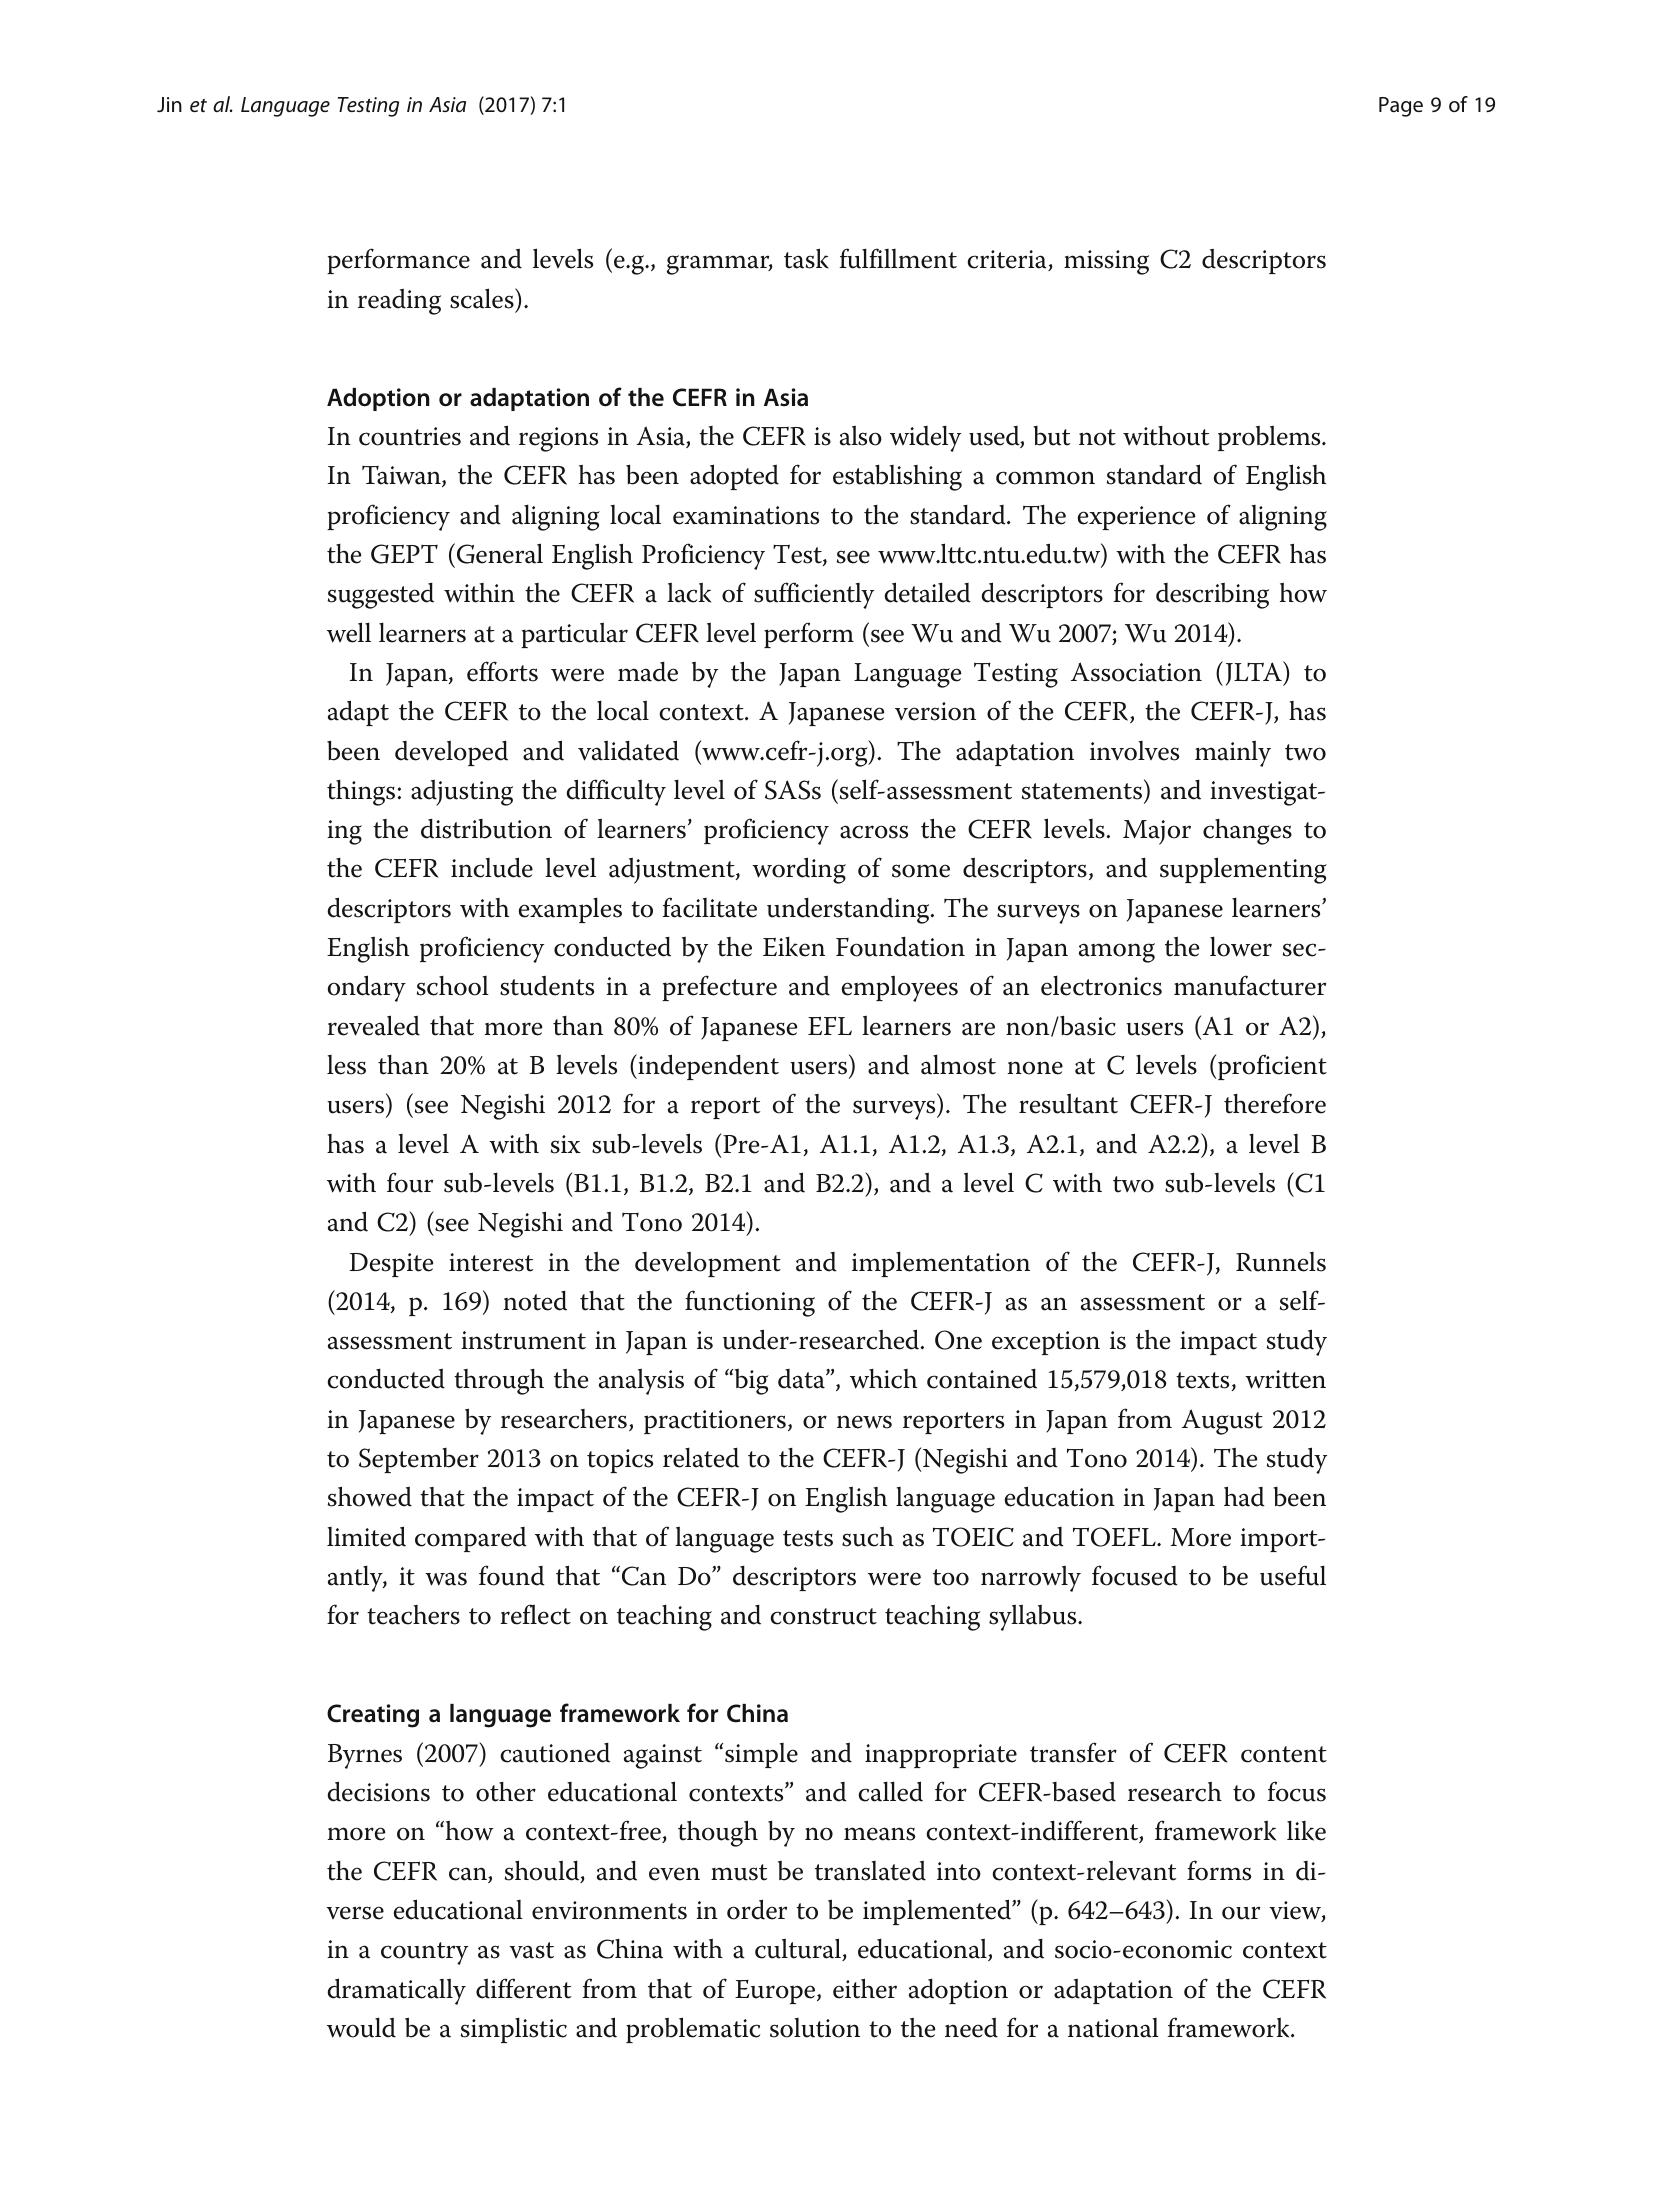 Jin et al. Language Testing in Asia (2017) 7:1
Page 9 of 19
performance and levels (e.g., grammar, task fulfillment criteria, missing C2 descriptors
in reading scales).
Adoption or adaptation of the CEFR in Asia
In countries and regions in Asia, the CEFR is also widely used, but not without problems.
In Taiwan, the CEFR has been adopted for establishing a common standard of English
proficiency and aligning local examinations to the standard. The experience of aligning
the GEPT (General English Proficiency Test, see www.lttc.ntu.edu.tw) with the CEFR has
suggested within the CEFR a lack of sufficiently detailed descriptors for describing how
well learners at a particular CEFR level perform (see Wu and Wu 2007; Wu 2014).
In Japan, efforts were made by the Japan Language Testing Association (JLTA) to
adapt the CEFR to the local context. A Japanese version of the CEFR, the CEFR-J, has
been developed and validated (www.cefr-j.org). The adaptation involves mainly two
things: adjusting the difficulty level of SASs (self-assessment statements) and investigat-
ing the distribution of learners’ proficiency across the CEFR levels. Major changes to
the CEFR include level adjustment, wording of some descriptors, and supplementing
descriptors with examples to facilitate understanding. The surveys on Japanese learners’
English proficiency conducted by the Eiken Foundation in Japan among the lower sec-
ondary school students in a prefecture and employees of an electronics manufacturer
revealed that more than 80% of Japanese EFL learners are non/basic users (A1 or A2),
less than 20% at B levels (independent users) and almost none at C levels (proficient
users) (see Negishi 2012 for a report of the surveys). The resultant CEFR-J therefore
has a level A with six sub-levels (Pre-A1, A1.1, A1.2, A1.3, A2.1, and A2.2), a level B
with four sub-levels (B1.1, B1.2, B2.1 and B2.2), and a level C with two sub-levels (C1
and C2) (see Negishi and Tono 2014).
Despite interest in the development and implementation of the CEFR-J, Runnels
(2014, p. 169) noted that the functioning of the CEFR-J as an assessment or a self-
assessment instrument in Japan is under-researched. One exception is the impact study
conducted through the analysis of “big data”, which contained 15,579,018 texts, written
in Japanese by researchers, practitioners, or news reporters in Japan from August 2012
to September 2013 on topics related to the CEFR-J (Negishi and Tono 2014). The study
showed that the impact of the CEFR-J on English language education in Japan had been
limited compared with that of language tests such as TOEIC and TOEFL. More import-
antly, it was found that “Can Do” descriptors were too narrowly focused to be useful
for teachers to reflect on teaching and construct teaching syllabus.
Creating a language framework for China
Byrnes (2007) cautioned against “simple and inappropriate transfer of CEFR content
decisions to other educational contexts” and called for CEFR-based research to focus
more on “how a context-free, though by no means context-indifferent, framework like
the CEFR can, should, and even must be translated into context-relevant forms in di-
verse educational environments in order to be implemented” (p. 642–643). In our view,
in a country as vast as China with a cultural, educational, and socio-economic context
dramatically different from that of Europe, either adoption or adaptation of the CEFR
would be a simplistic and problematic solution to the need for a national framework.